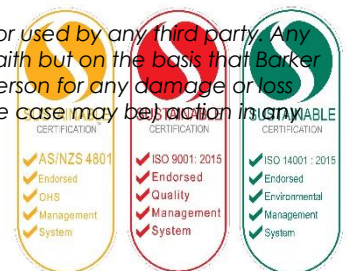 or used by any third party. Any
aith but on the basis that Barker
erson for any damage or loss
e case may be) action in any
SUSTAINABLE
CERTIFICATION
AS/NZS 4801
Endorsed
OHS
Management
System
SUSTAINABLE
CERTIFICATION
ISO 9001: 2015
Endorsed
Quality
Management
System
SUSTAINABLE
CERTIFICATION
ISO 14001 : 2015
Endorsed
Environmental
Management
System